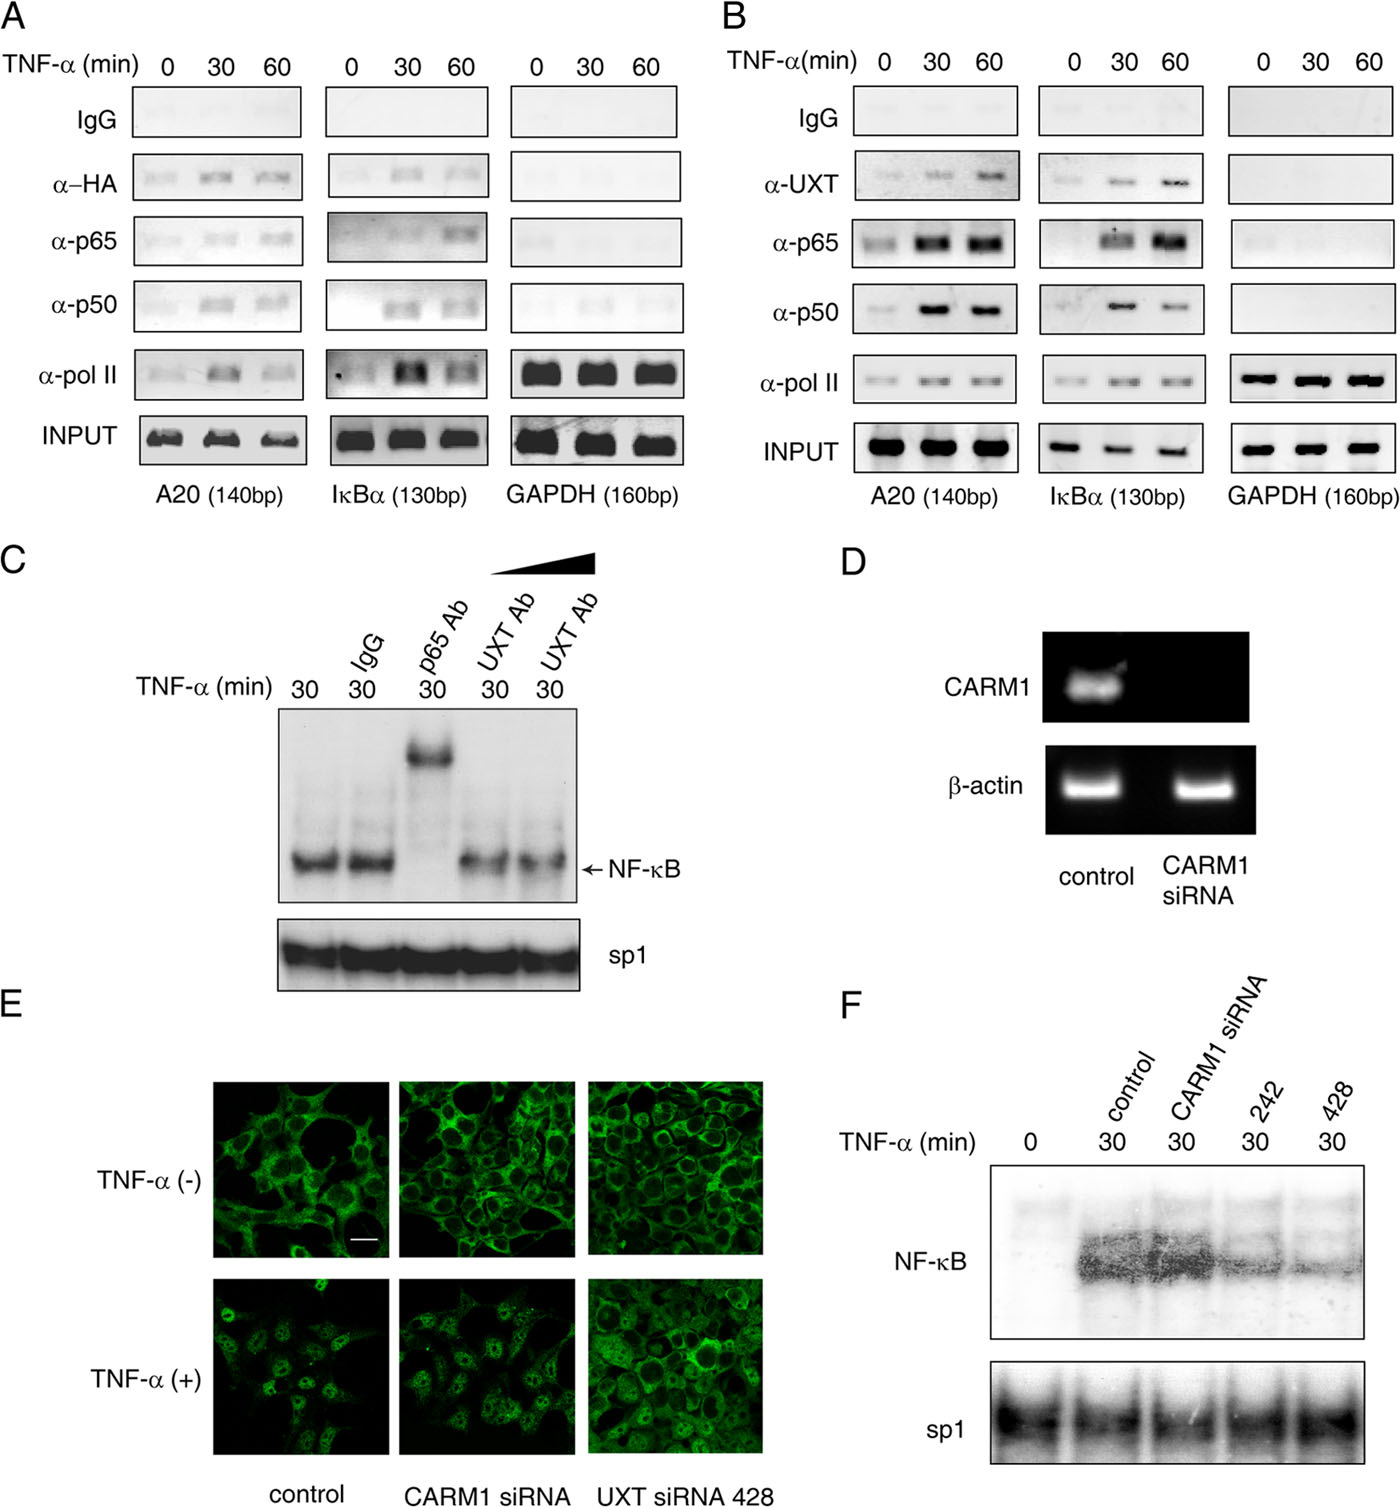 A
TNF-α (min) 0 30 60 0 30 60 0 30 60
IgG
α–HA
α-p65
α-p50
α-pol II
INPUT
A20 (140bp) IκBα (130bp) GAPDH (160bp)
B
TNF-α(min) 0 30 60 0 30 60 0 30 60
IgG
α-UXT
α-p65
α-p50
α-pol II
INPUT
A20 (140bp) IκBα (130bp) GAPDH (160bp)
C
IgG p65 Ab UXT Ab UXT Ab
TNF-α (min) 30 30 30 30 30
←NF-κB
sp1
D
CARM1
β-actin
control CARM1
siRNA
E
TNF-α (-)
TNF-α (+)
control CARM1 siRNA UXT siRNA 428
F
control CARM1 siRNA 242 428
TNF-α (min) 0 30 30 30 30
NF-κB
sp1